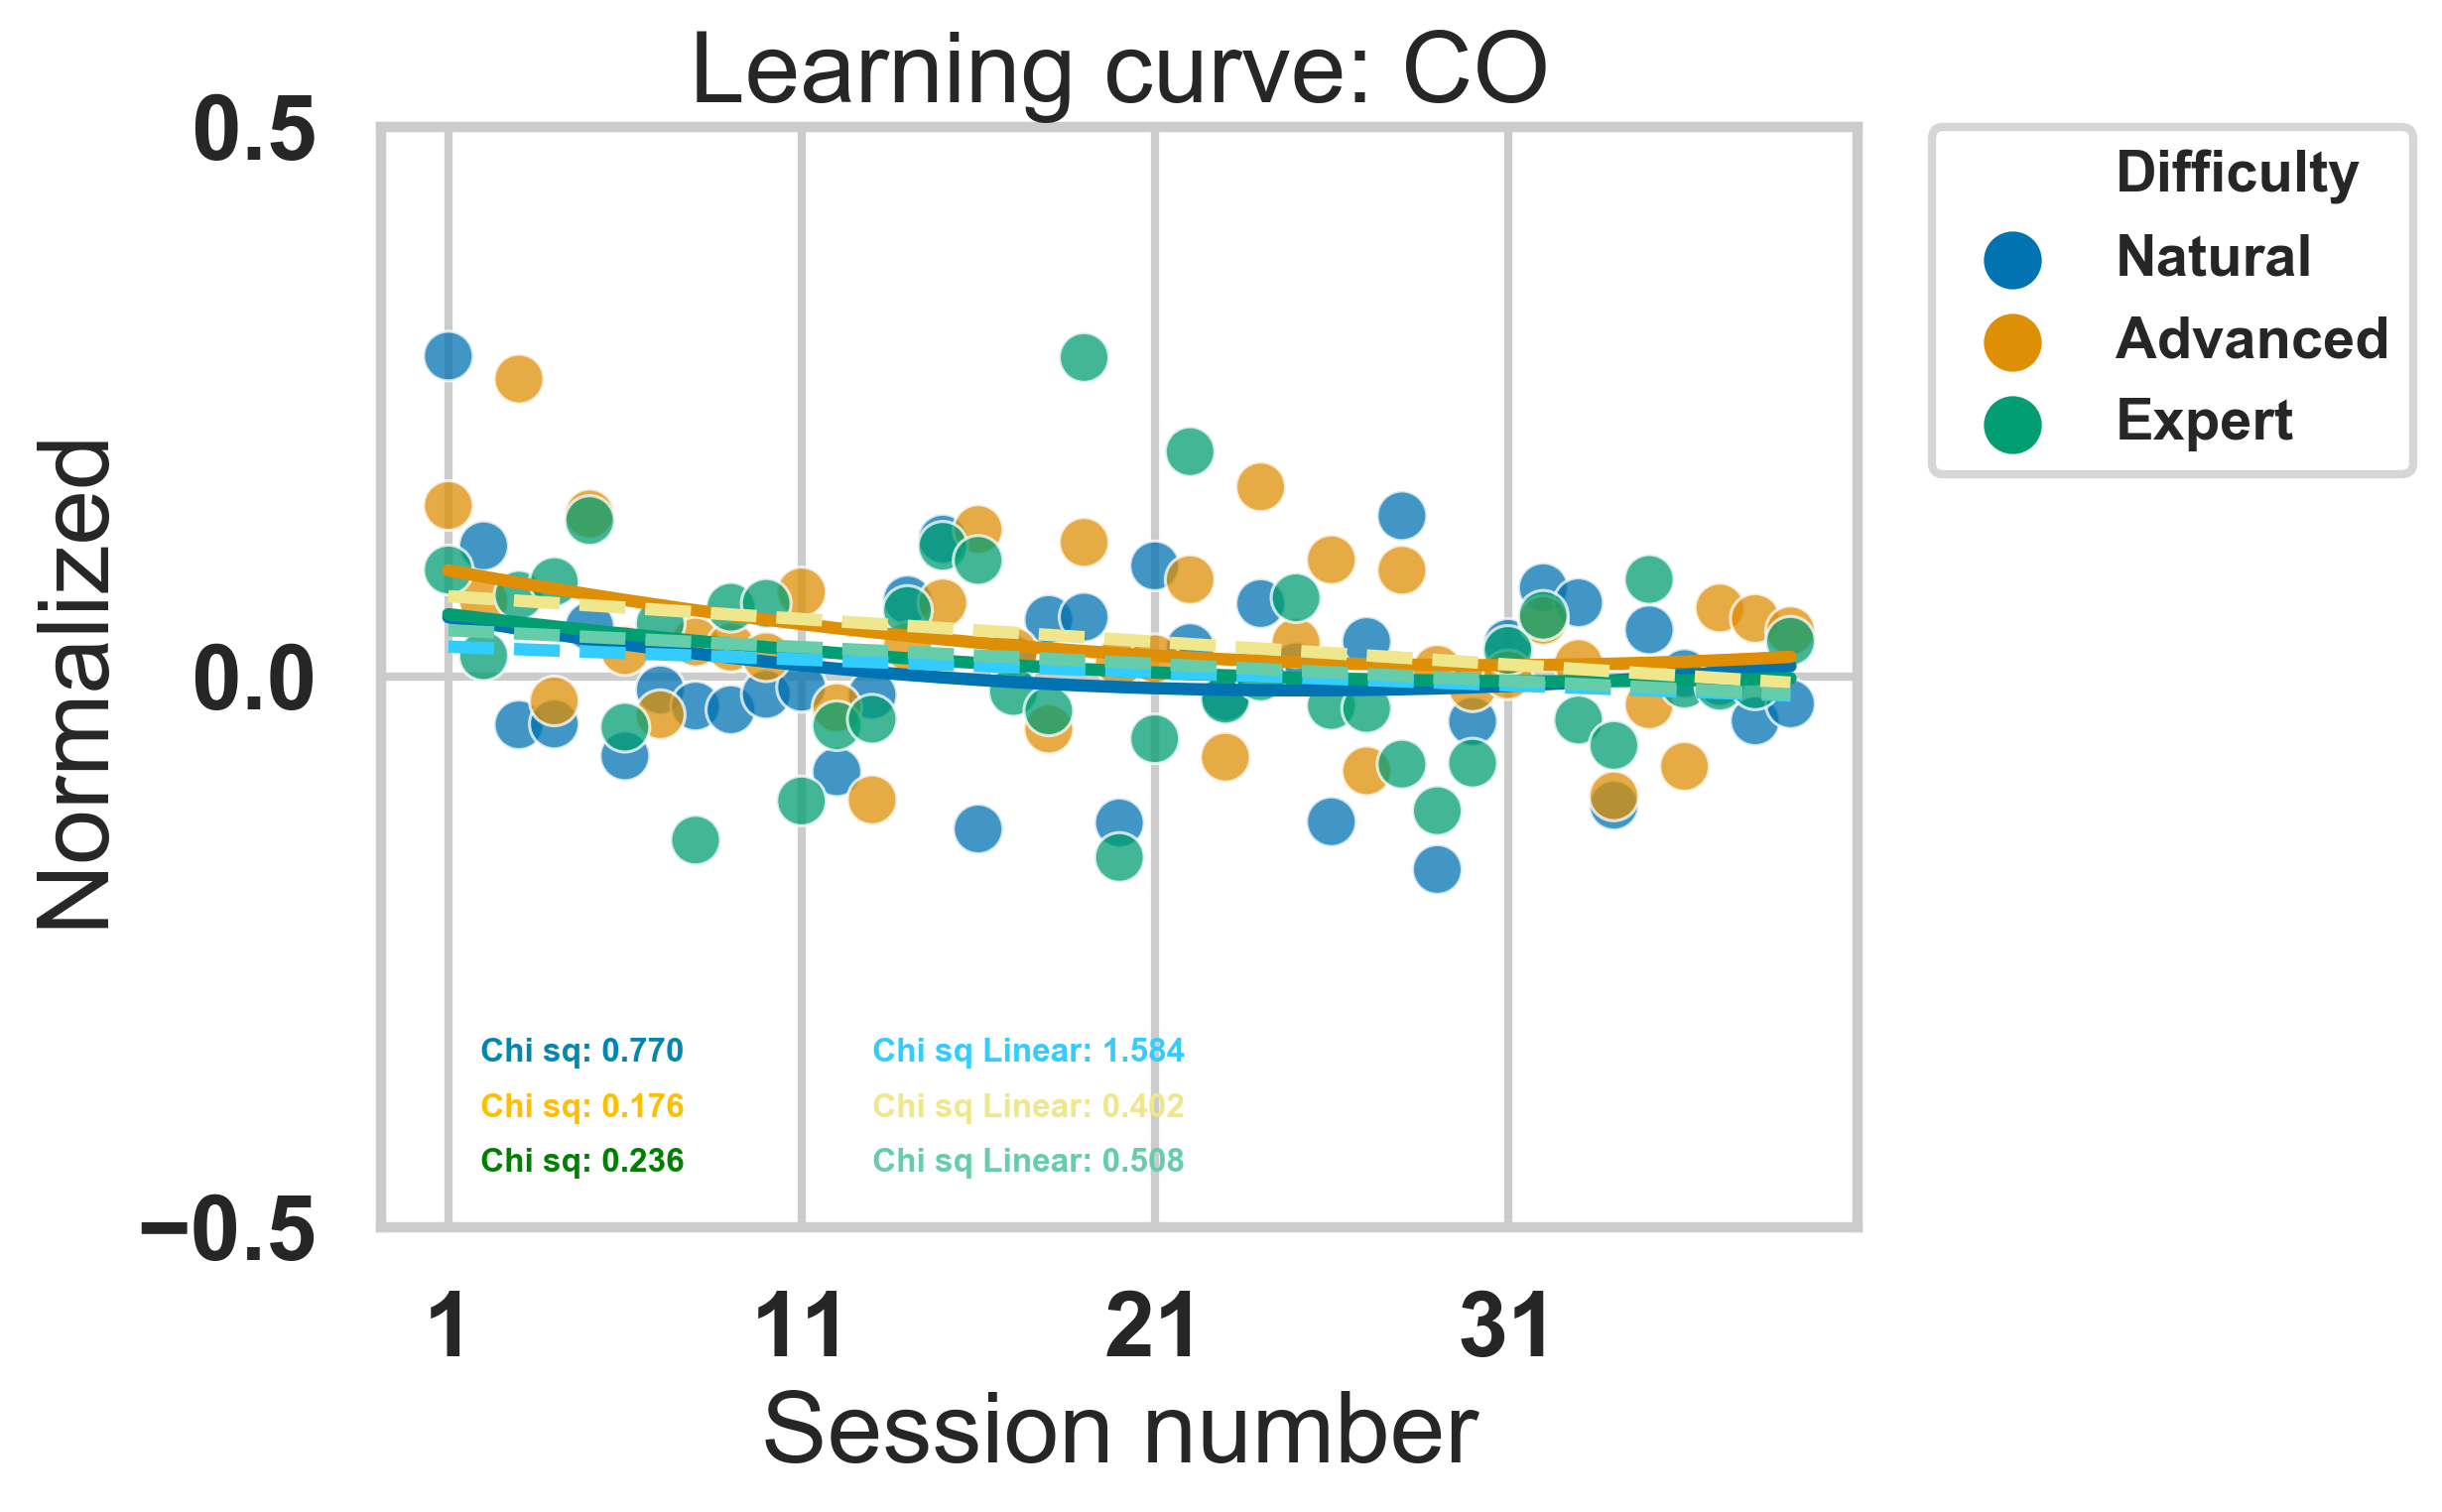 Learning curve: CO
0.5
0.0
−0.5
Normalized
1 11 21 31
Session number
Difficulty
Natural
Advanced
Expert
Chi sq: 0.770
Chi sq: 0.176
Chi sq: 0.236
Chi sq Linear: 1.584
Chi sq Linear: 0.402
Chi sq Linear: 0.508